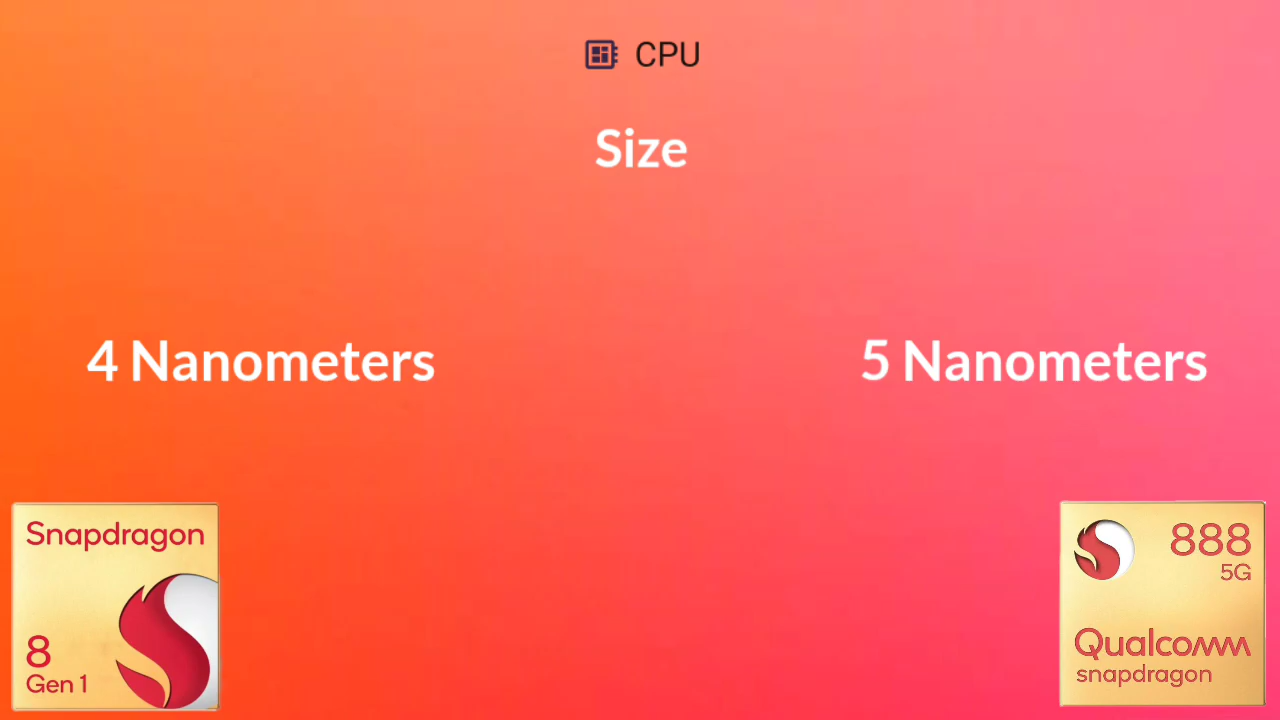 CPU
Size
4 Nanometers
5 Nanometers
Snapdragon
8
Gen 1
888
5G
Qualcomm
snapdragon